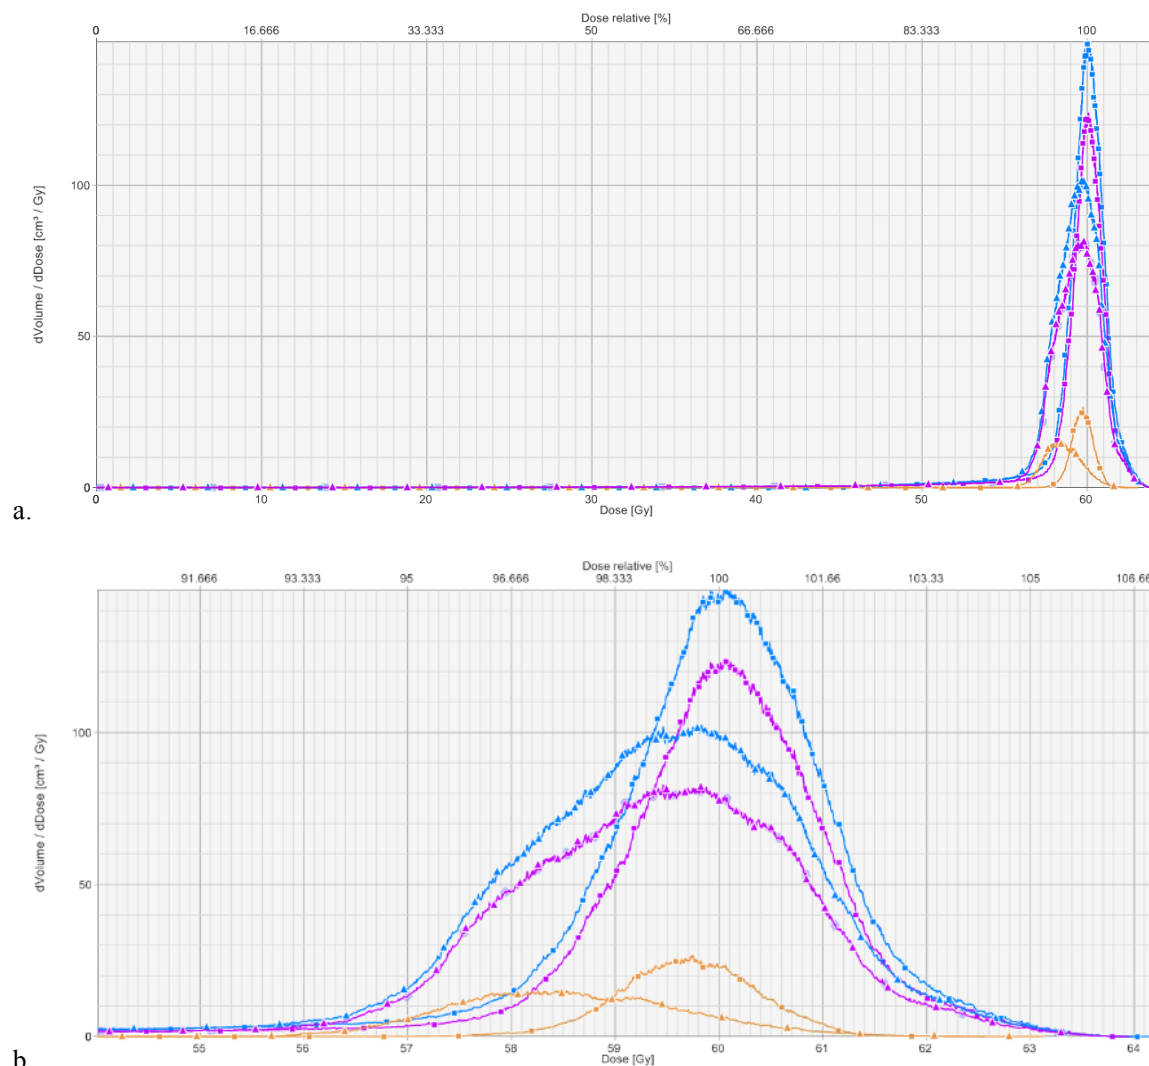 Dose relative [%]
0 16.666 33.333 50 66.666 83.333 100
dVolume / dDose [cm³ / Gy]
100
50
0
0 10 20 30 40 50 60
Dose [Gy]
a.
Dose relative [%]
91.666 93.333 95 96.666 98.333 100 101.66 103.33 105 106.66
dVolume / dDose [cm³ / Gy]
100
50
0
55 56 57 58 59 60 61 62 63 64
Dose [Gy]
b